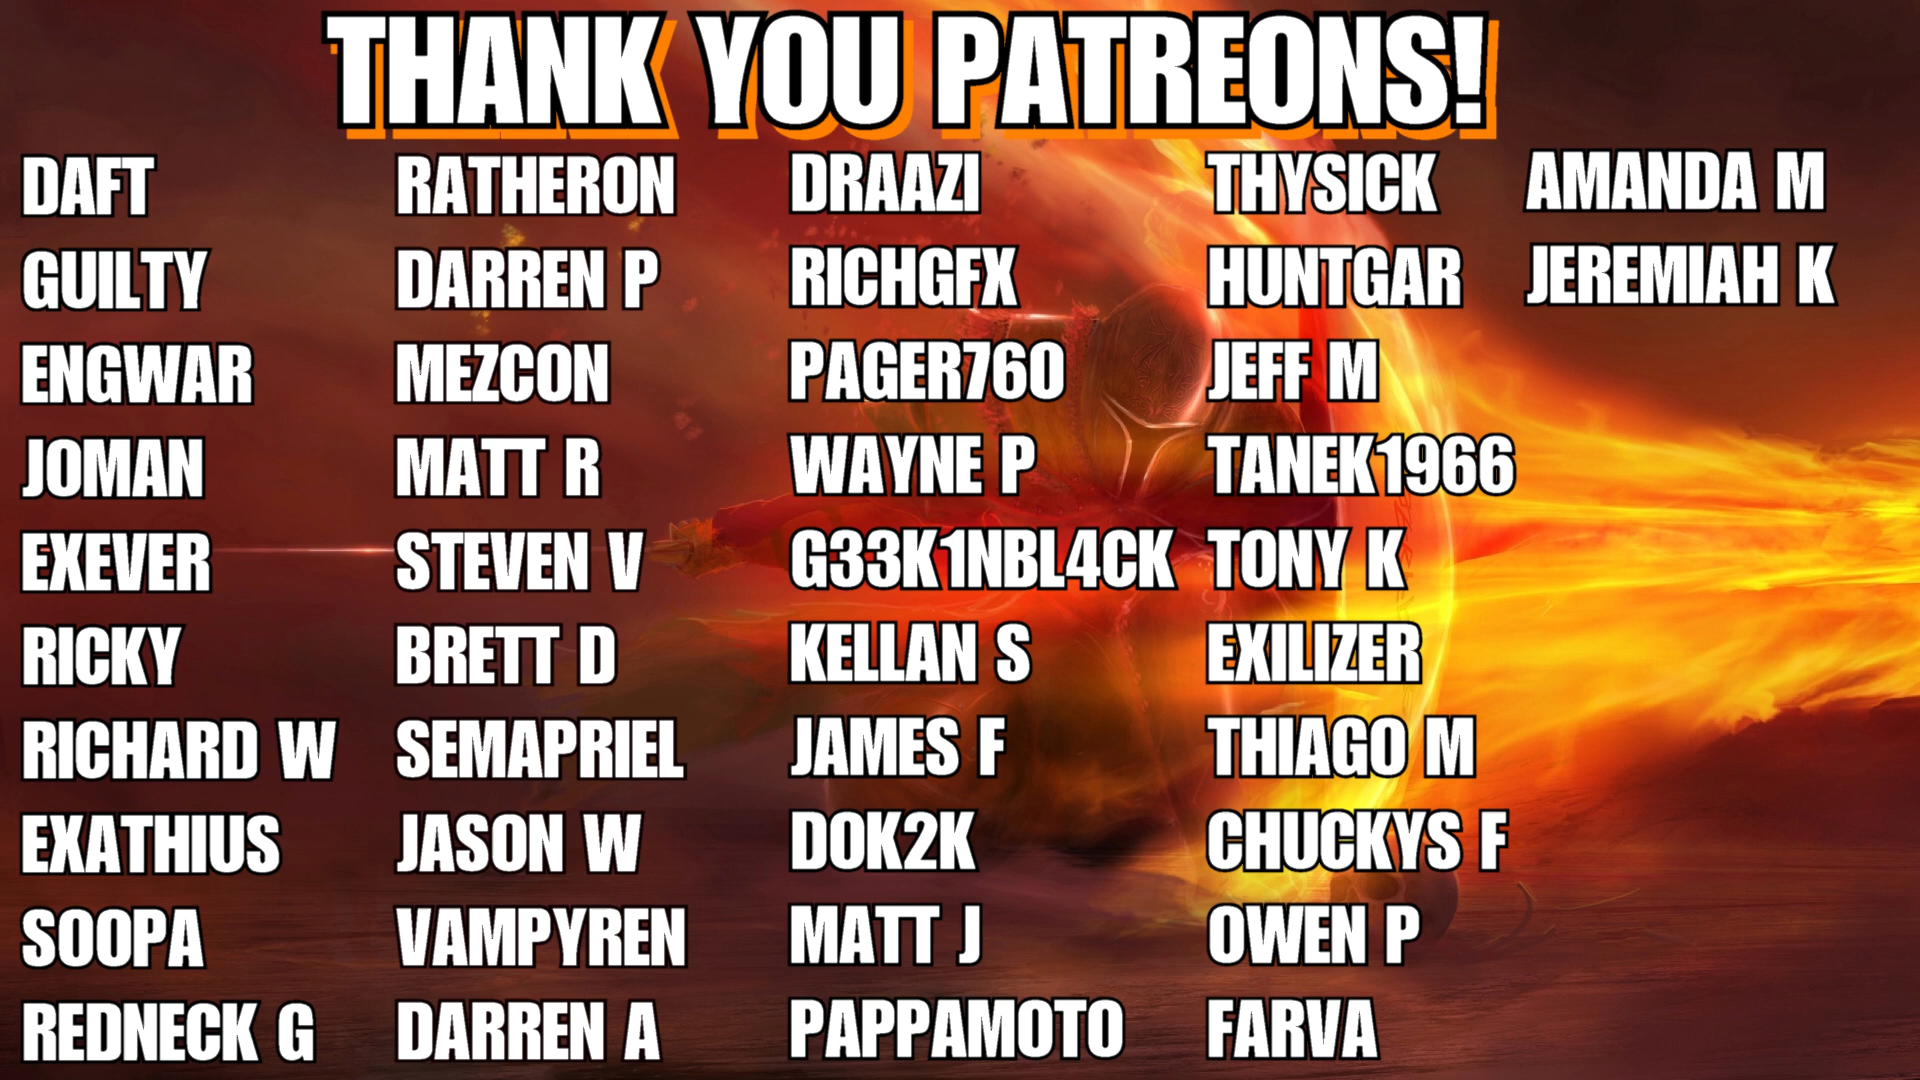 THANK YOU PATREONS!
DAFT
GUILTY
ENGWAR
JOMAN
EXEVER
RICKY
RICHARD W
EXATHIUS
SOOPA
REDNECK G
RATHERON
DARREN P
MEZCON
MATT R
STEVEN V
BRETT D
SEMAPRIEL
JASON W
VAMPYREN
DARREN A
DRAAZI
RICHGFX
PAGER760
WAYNE P
G33K1NBL4CK
KELLAN S
JAMES F
DOK2K
MATT J
PAPPAMOTO
THYSICK
HUNTGAR
JEFF M
TANEK1966
TONY K
EXILIZER
THIAGO M
CHUCKYS F
OWEN P
FARVA
AMANDA M
JEREMIAH K